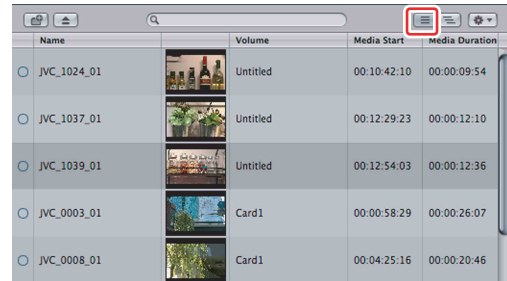 Name Volume Media Start Media Duration
JVC_1024_01 Untitled 00:10:42:10 00:00:09:54
JVC_1037_01 Untitled 00:12:29:23 00:00:12:10
JVC_1039_01 Untitled 00:12:54:03 00:00:12:36
JVC_0003_01 Card1 00:00:58:29 00:00:26:07
JVC_0008_01 Card1 00:04:25:16 00:00:20:46